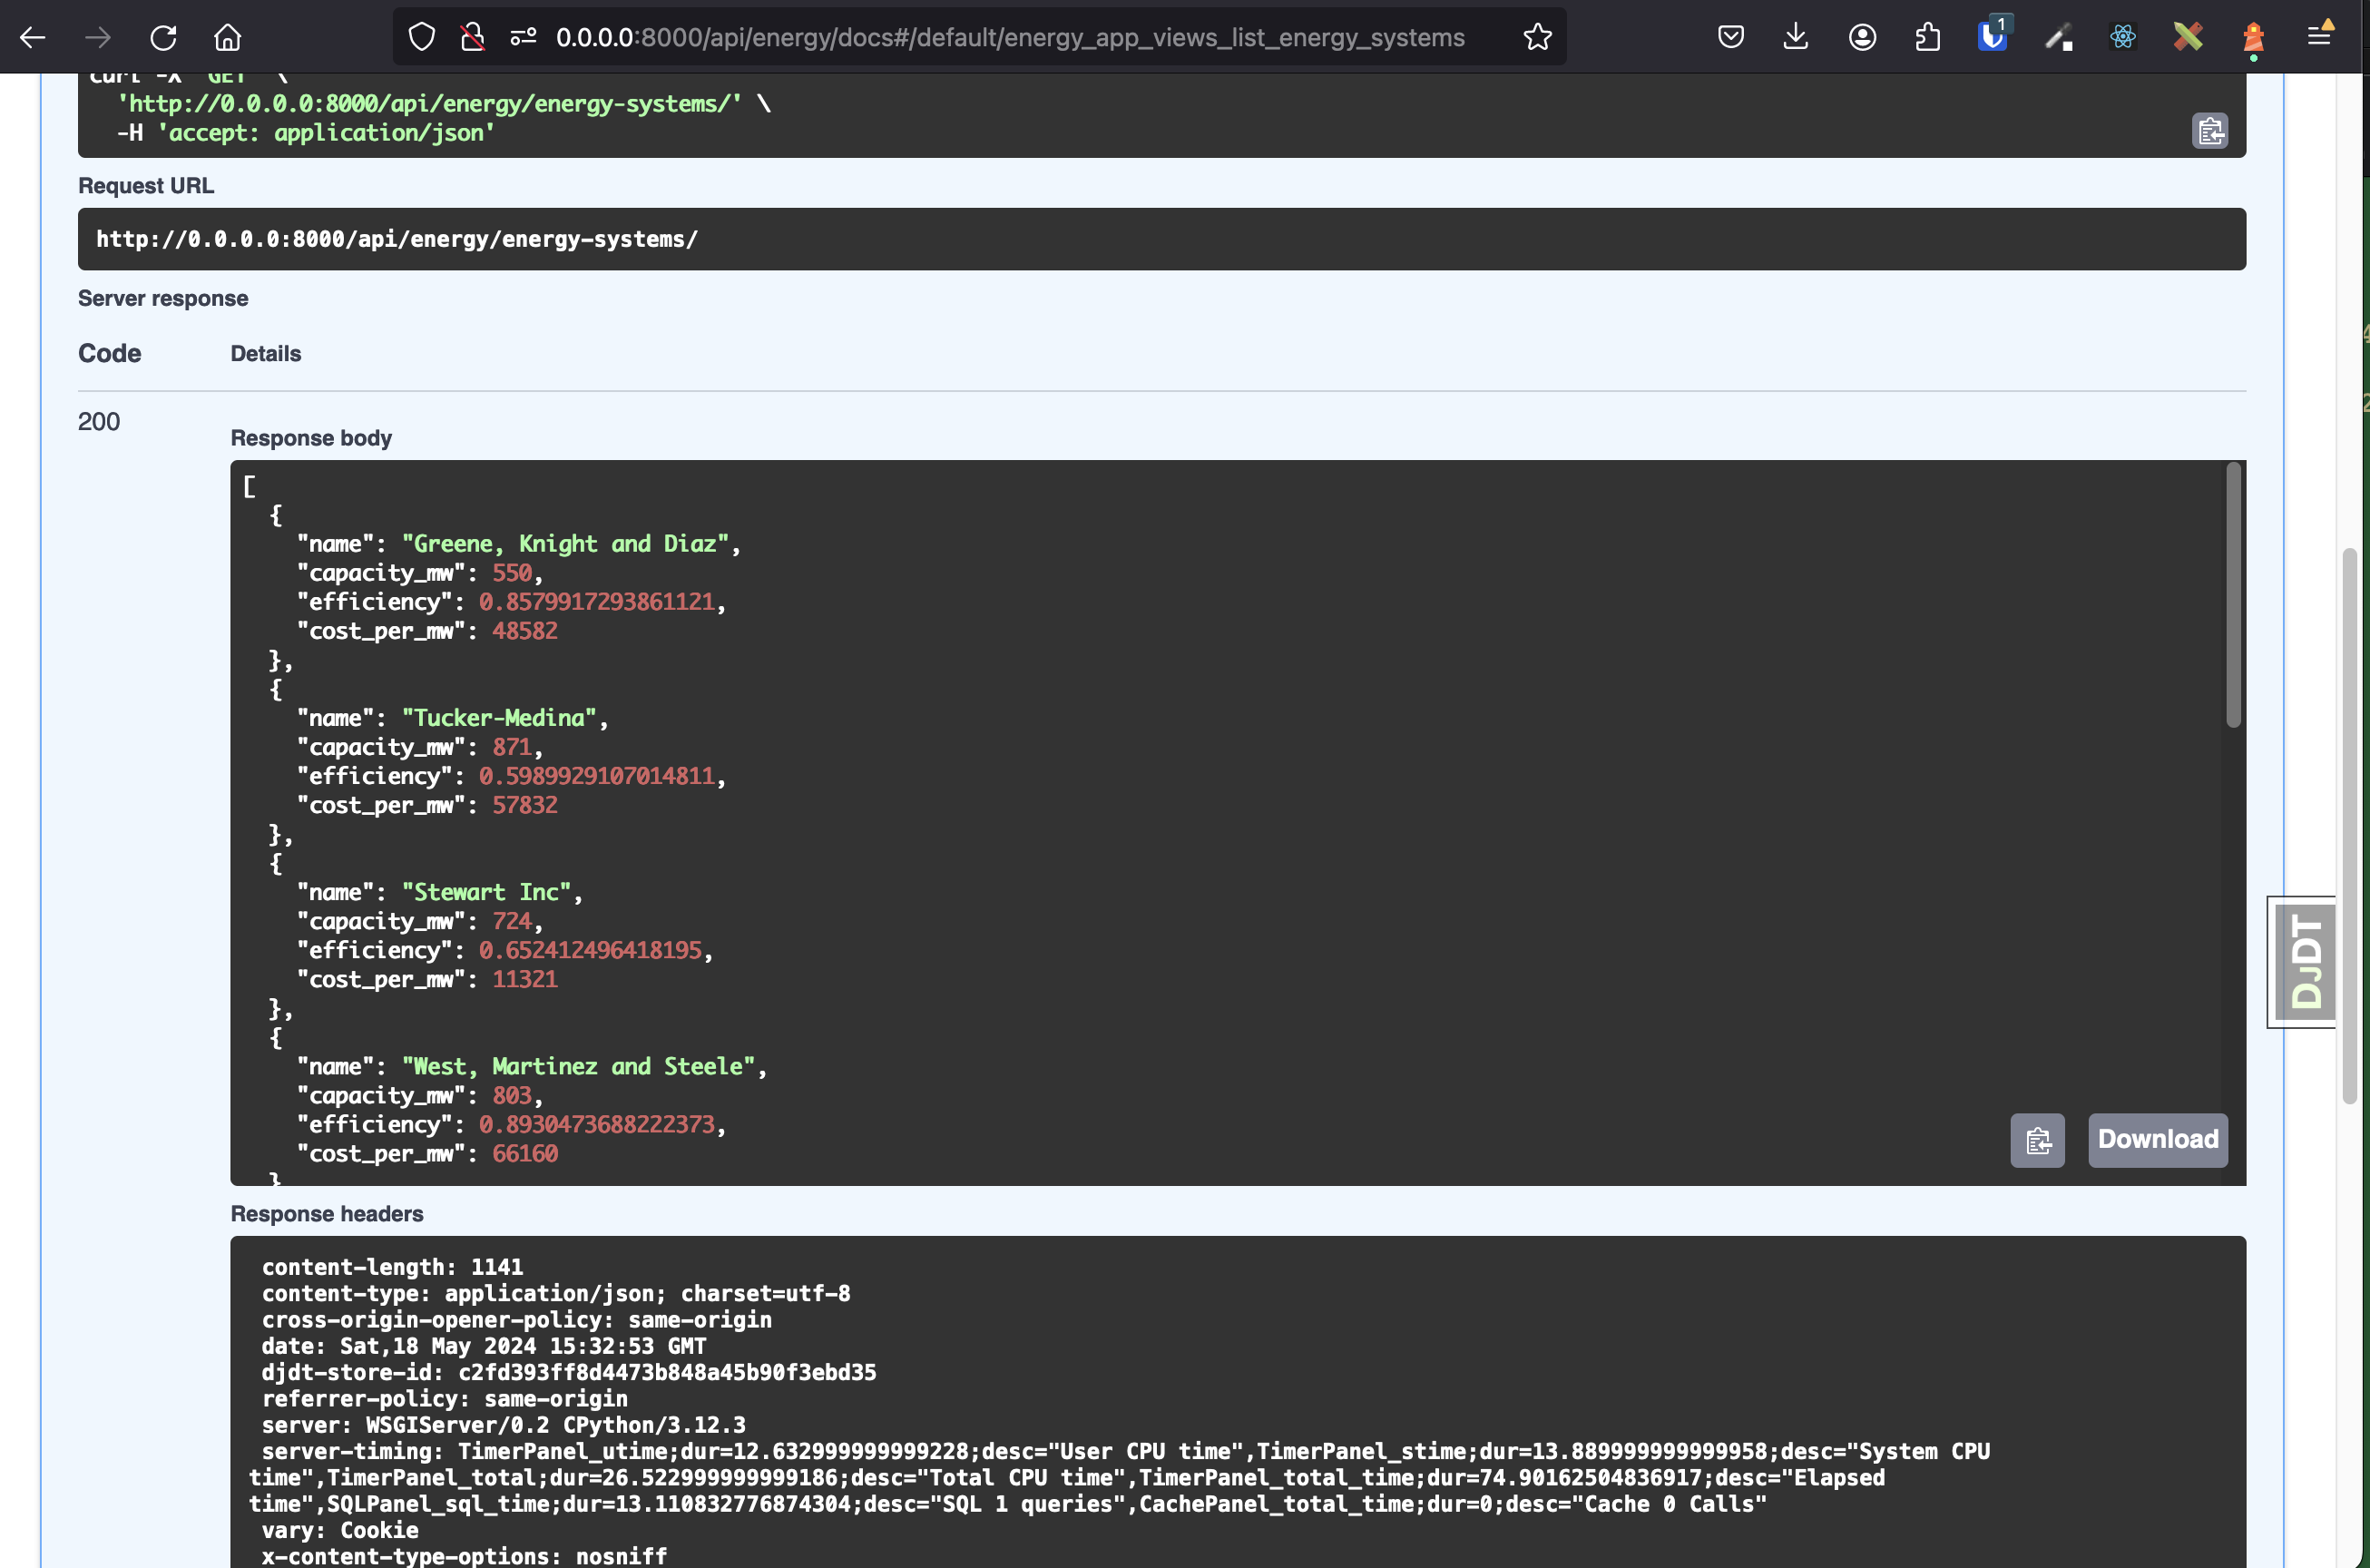 0.0.0.0:8000/api/energy/docs#/default/energy_app_views_list_energy_systems
1
curl -X 'GET' \
'http://0.0.0.0:8000/api/energy/energy-systems/' \
-H 'accept: application/json'
Request URL
http://0.0.0.0:8000/api/energy/energy-systems/
Server response
Code Details
200
Response body
[
{
"name": "Greene, Knight and Diaz",
"capacity_mw": 550,
"efficiency": 0.8579917293861121,
"cost_per_mw": 48582
},
{
"name": "Tucker-Medina",
"capacity_mw": 871,
"efficiency": 0.5989929107014811,
"cost_per_mw": 57832
},
{
"name": "Stewart Inc",
"capacity_mw": 724,
"efficiency": 0.652412496418195,
"cost_per_mw": 11321
},
{
"name": "West, Martinez and Steele",
"capacity_mw": 803,
"efficiency": 0.8930473688222373,
"cost_per_mw": 66160
}
Download
DJDT
Response headers
content-length: 1141
content-type: application/json; charset=utf-8
cross-origin-opener-policy: same-origin
date: Sat,18 May 2024 15:32:53 GMT
djdt-store-id: c2fd393ff8d4473b848a45b90f3ebd35
referrer-policy: same-origin
server: WSGIServer/0.2 CPython/3.12.3
server-timing: TimerPanel_utime;dur=12.632999999999228;desc="User CPU time",TimerPanel_stime;dur=13.889999999999958;desc="System CPU
time",TimerPanel_total;dur=26.522999999999186;desc="Total CPU time",TimerPanel_total_time;dur=74.90162504836917;desc="Elapsed
time",SQLPanel_sql_time;dur=13.110832776874304;desc="SQL 1 queries",CachePanel_total_time;dur=0;desc="Cache 0 Calls"
vary: Cookie
x-content-type-options: nosniff